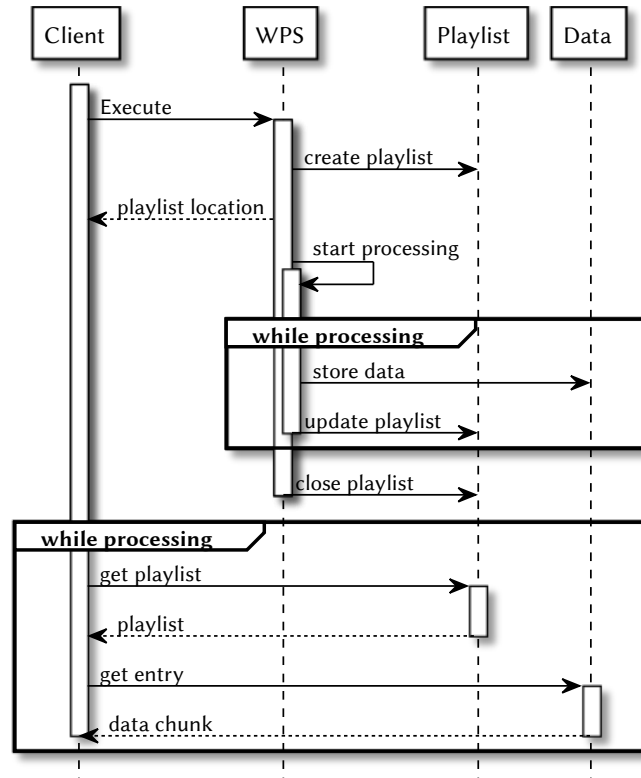 Client WPS Playlist Data
Execute
create playlist
playlist location
start processing
while processing
store data
update playlist
close playlist
while processing
get playlist
playlist
get entry
data chunk